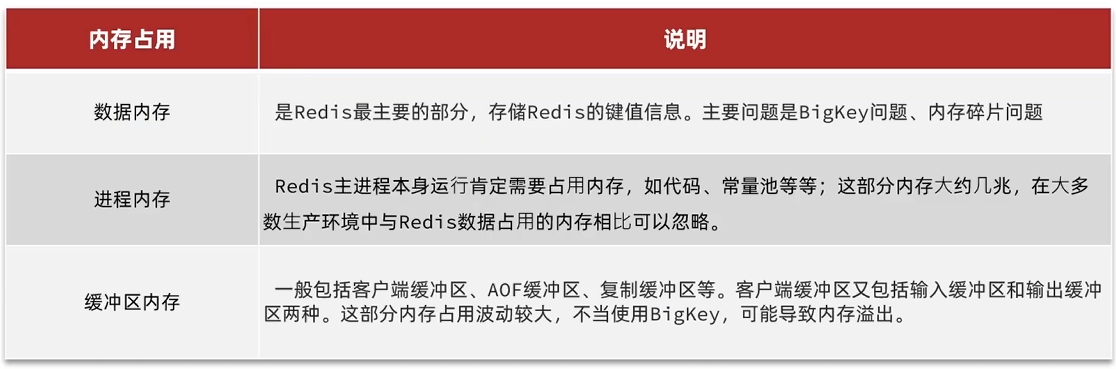 内存占用
说明
数据内存
是Redis最主要的部分，存储Redis的键值信息。主要问题是BigKey问题、内存碎片问题
进程内存
Redis主进程本身运行肯定需要占用内存，如代码、常量池等等；这部分内存大约几兆，在大多
数生产环境中与Redis数据占用的内存相比可以忽略。
缓冲区内存
一般包括客户端缓冲区、AOF缓冲区、复制缓冲区等。客户端缓冲区又包括输入缓冲区和输出缓冲
区两种。这部分内存占用波动较大，不当使用BigKey，可能导致内存溢出。